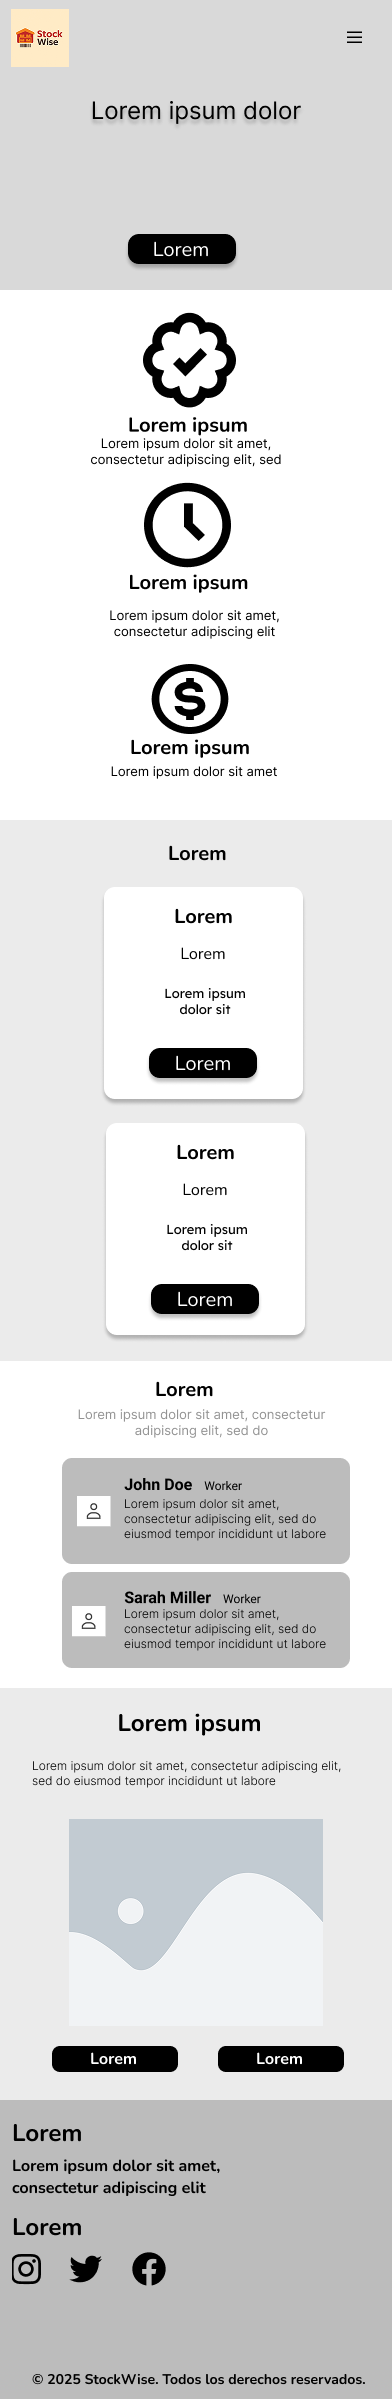 Stock
Wise
Lorem ipsum dolor
Lorem
Lorem ipsum
Lorem ipsum dolor sit amet,
consectetur adipiscing elit, sed
Lorem ipsum
Lorem ipsum dolor sit amet,
consectetur adipiscing elit
Lorem ipsum
Lorem ipsum dolor sit amet
Lorem
Lorem
Lorem
Lorem ipsum
dolor sit
Lorem
Lorem
Lorem
Lorem ipsum
dolor sit
Lorem
Lorem
Lorem ipsum dolor sit amet, consectetur
adipiscing elit, sed do
John Doe Worker
Lorem ipsum dolor sit amet,
consectetur adipiscing elit, sed do
eiusmod tempor incididunt ut labore
Sarah Miller Worker
Lorem ipsum dolor sit amet,
consectetur adipiscing elit, sed do
eiusmod tempor incididunt ut labore
Lorem ipsum
Lorem ipsum dolor sit amet, consectetur adipiscing elit,
sed do eiusmod tempor incididunt ut labore
Lorem Lorem
Lorem
Lorem ipsum dolor sit amet,
consectetur adipiscing elit
Lorem
© 2025 StockWise. Todos los derechos reservados.